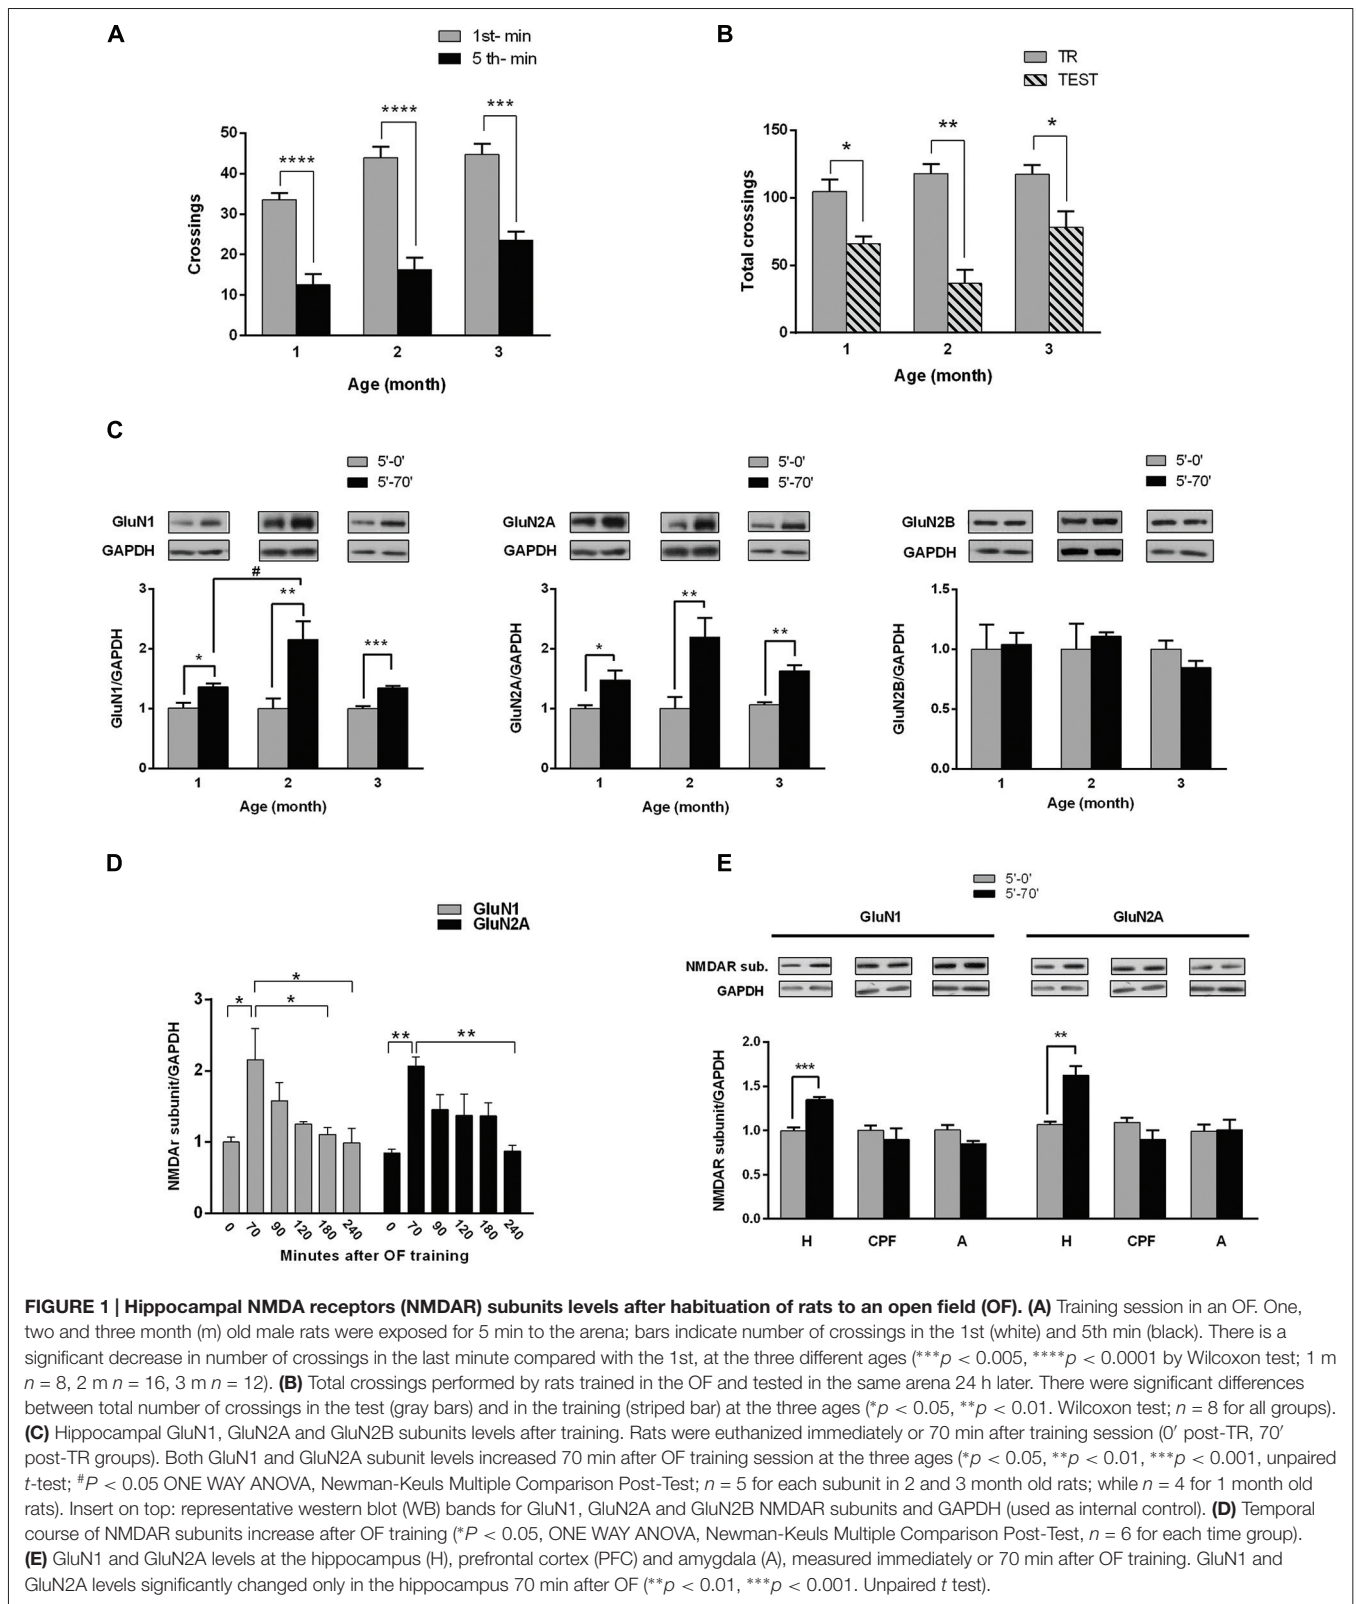 A
1st- min
5 th- min
****
****
***
50
40
30
20
10
0
Crossings
1 2 3
Age (month)
B
TR
TEST
*
**
*
150
100
50
0
Total crossings
1 2 3
Age (month)
C
5'-0'
5'-70'
GluN1
GAPDH
#
*
**
***
3
2
1
0
GluN1/GAPDH
1 2 3
Age (month)
5'-0'
5'-70'
GluN2A
GAPDH
*
**
**
3
2
1
0
GluN2A/GAPDH
1 2 3
Age (month)
5'-0'
5'-70'
GluN2B
GAPDH
1.5
1.0
0.5
0.0
GluN2B/GAPDH
1 2 3
Age (month)
D
GluN1
GluN2A
*
*
*
**
**
3
2
1
0
NMDAr subunit/GAPDH
0 70 90 120 180 240 0 70 90 120 180 240
Minutes after OF training
E
5'-0'
5'-70'
GluN1 GluN2A
NMDAR sub.
GAPDH
***
**
2.0
1.5
1.0
0.5
0.0
NMDAR subunit/GAPDH
H CPF A H CPF A
FIGURE 1 | Hippocampal NMDA receptors (NMDAR) subunits levels after habituation of rats to an open field (OF). (A) Training session in an OF. One,
two and three month (m) old male rats were exposed for 5 min to the arena; bars indicate number of crossings in the 1st (white) and 5th min (black). There is a
significant decrease in number of crossings in the last minute compared with the 1st, at the three different ages (***p < 0.005, ****p < 0.0001 by Wilcoxon test; 1 m
n = 8, 2 m n = 16, 3 m n = 12). (B) Total crossings performed by rats trained in the OF and tested in the same arena 24 h later. There were significant differences
between total number of crossings in the test (gray bars) and in the training (striped bar) at the three ages (*p < 0.05, **p < 0.01. Wilcoxon test; n = 8 for all groups).
(C) Hippocampal GluN1, GluN2A and GluN2B subunits levels after training. Rats were euthanized immediately or 70 min after training session (0′ post-TR, 70′
post-TR groups). Both GluN1 and GluN2A subunit levels increased 70 min after OF training session at the three ages (*p < 0.05, **p < 0.01, ***p < 0.001, unpaired
t-test; #P < 0.05 ONE WAY ANOVA, Newman-Keuls Multiple Comparison Post-Test; n = 5 for each subunit in 2 and 3 month old rats; while n = 4 for 1 month old
rats). Insert on top: representative western blot (WB) bands for GluN1, GluN2A and GluN2B NMDAR subunits and GAPDH (used as internal control). (D) Temporal
course of NMDAR subunits increase after OF training (*P < 0.05, ONE WAY ANOVA, Newman-Keuls Multiple Comparison Post-Test, n = 6 for each time group).
(E) GluN1 and GluN2A levels at the hippocampus (H), prefrontal cortex (PFC) and amygdala (A), measured immediately or 70 min after OF training. GluN1 and
GluN2A levels significantly changed only in the hippocampus 70 min after OF (**p < 0.01, ***p < 0.001. Unpaired t test).